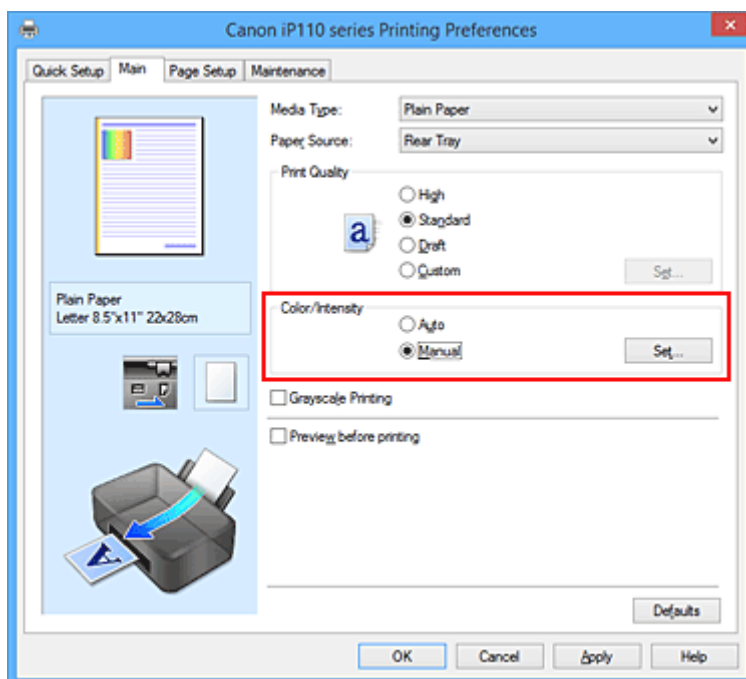 Canon iP110 series Printing Preferences
Quick Setup Main Page Setup Maintenance
Media Type: Plain Paper
Paper Source: Rear Tray
Print Quality
High
Standard
Draft
Custom Set...
a
Plain Paper
Letter 8.5"x11" 22x28cm
Color/Intensity
Auto
Manual Set...
Grayscale Printing
Preview before printing
A
Defaults
OK Cancel Apply Help